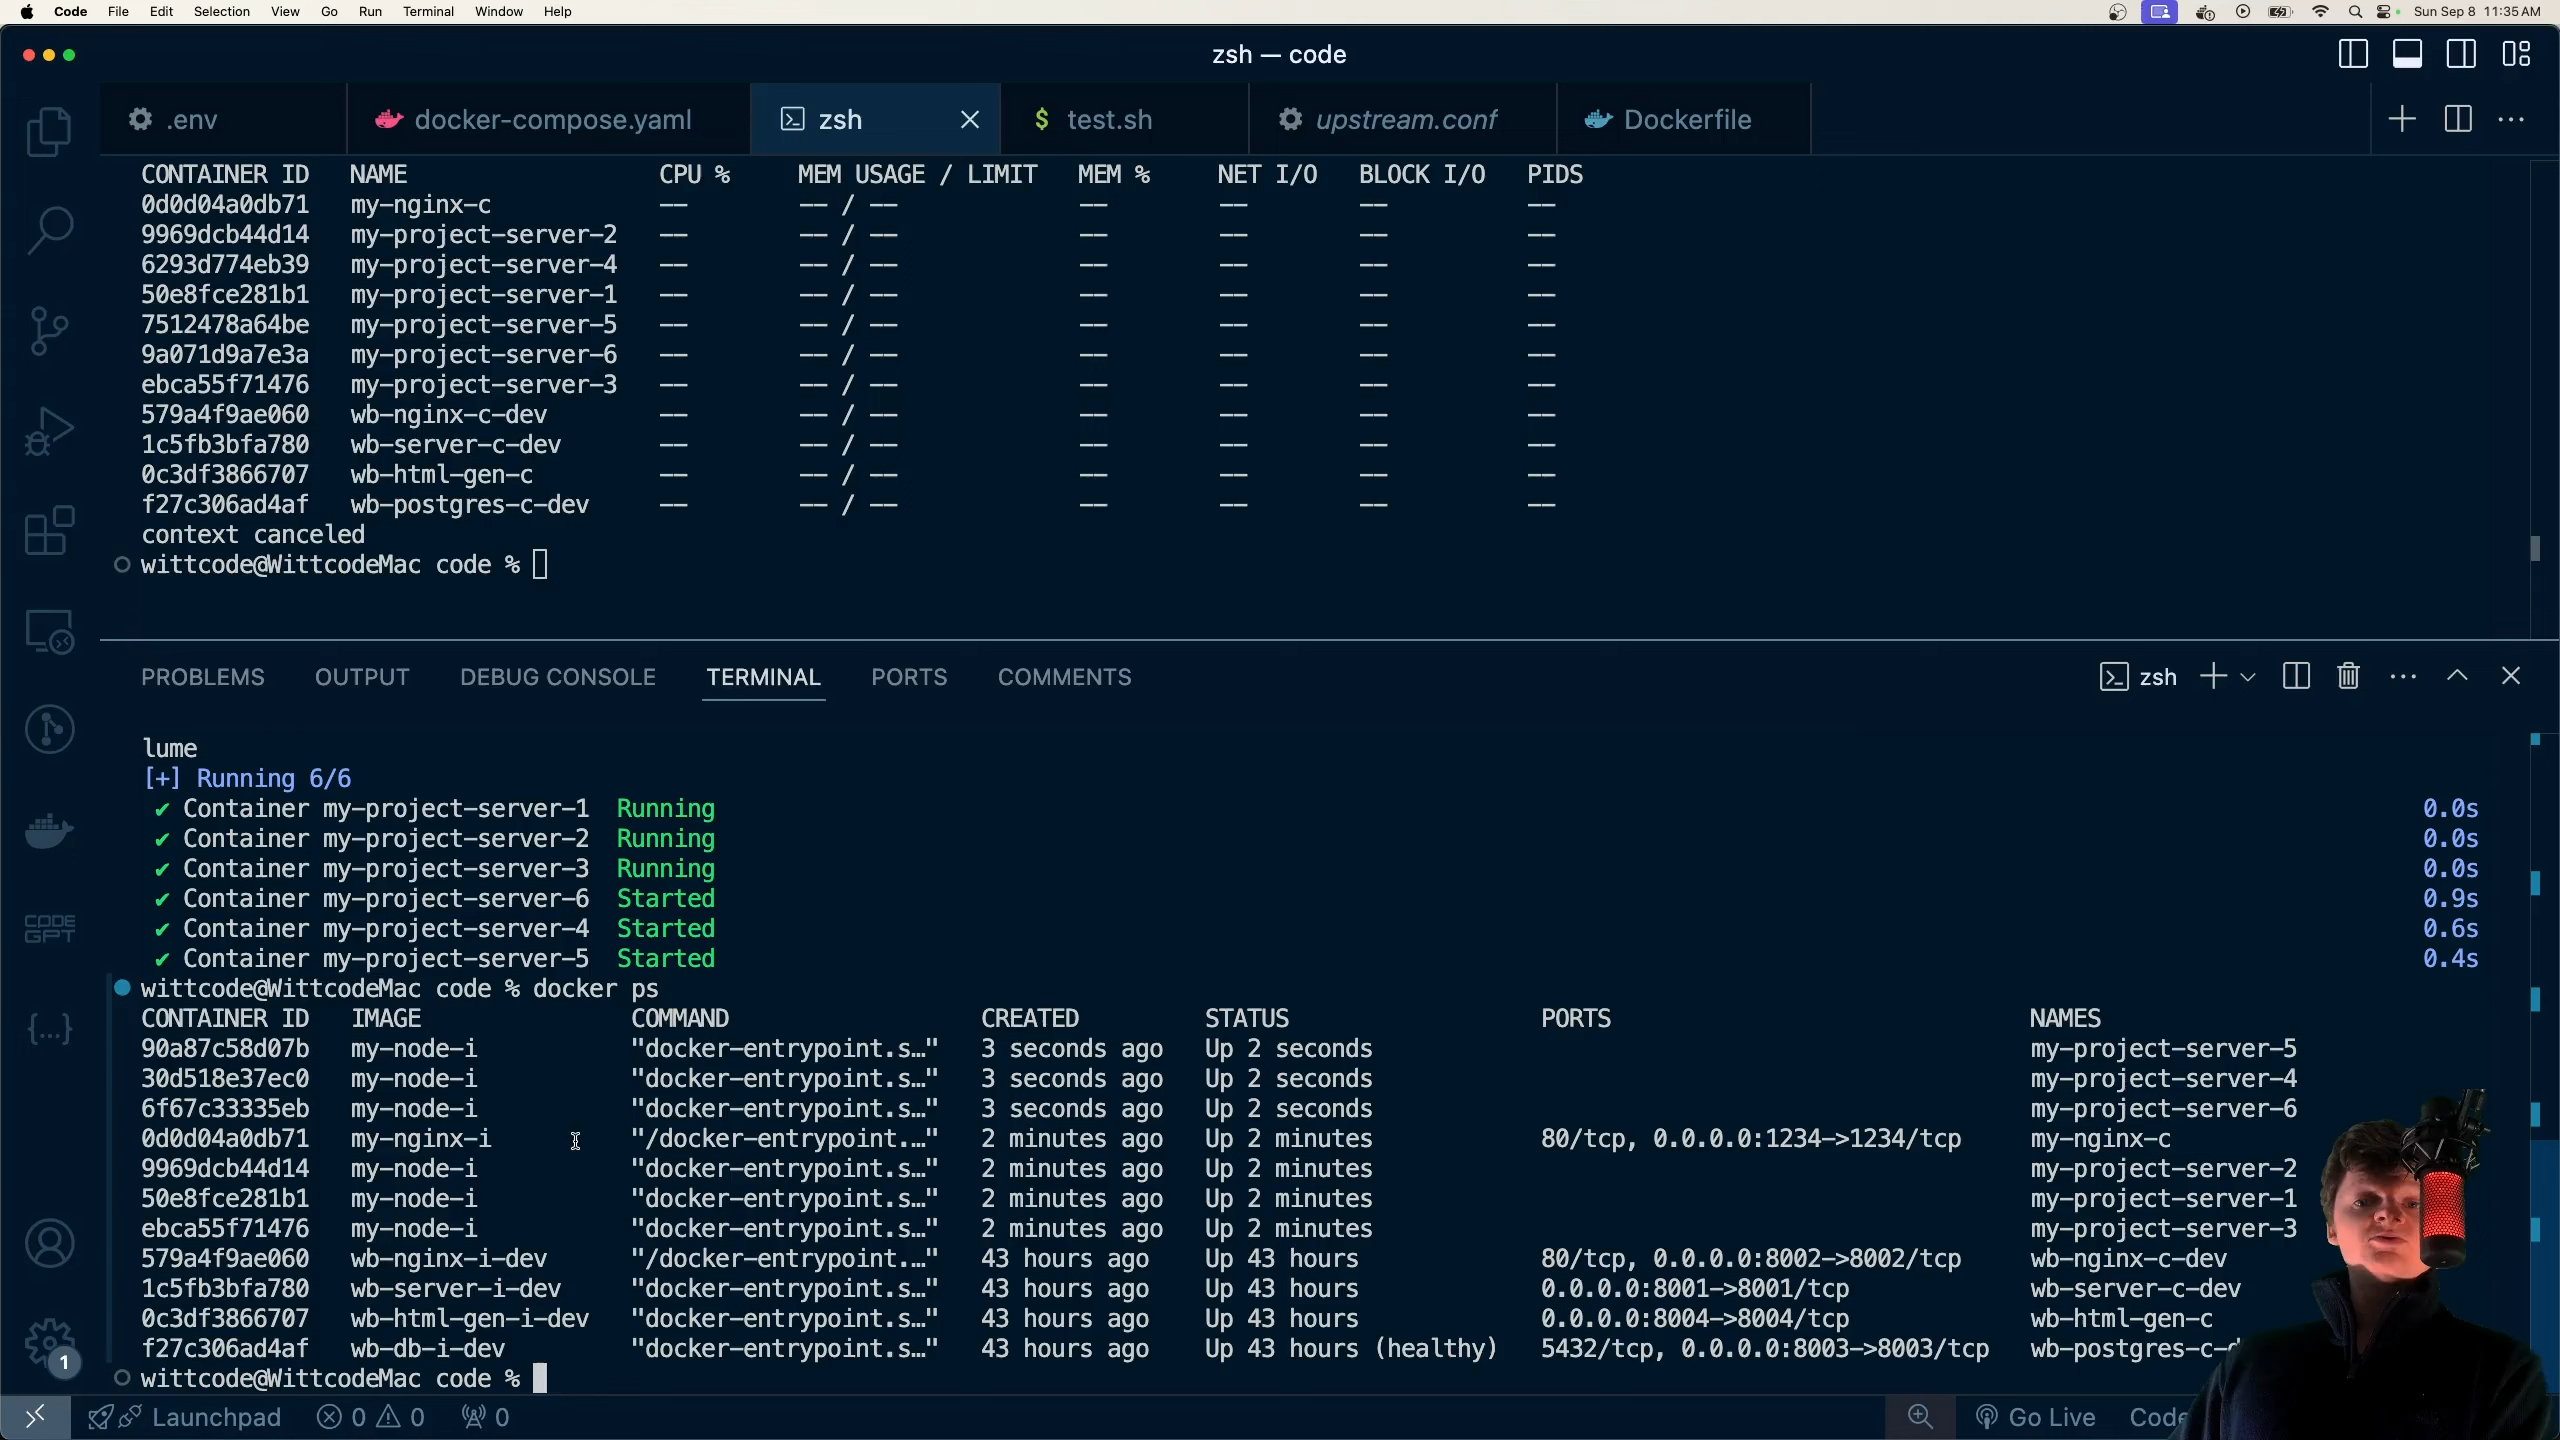 Code File Edit Selection View Go Run Terminal Window Help Sun Sep 8 11:35 AM
zsh — code
.env docker-compose.yaml zsh $ test.sh upstream.conf Dockerfile
CONTAINER ID NAME CPU % MEM USAGE / LIMIT MEM % NET I/O BLOCK I/O PIDS
0d0d04a0db71 my-nginx-c -- -- / -- -- -- -- --
9969dcb44d14 my-project-server-2 -- -- / -- -- -- -- --
6293d774eb39 my-project-server-4 -- -- / -- -- -- -- --
50e8fce281b1 my-project-server-1 -- -- / -- -- -- -- --
7512478a64be my-project-server-5 -- -- / -- -- -- -- --
9a071d9a7e3a my-project-server-6 -- -- / -- -- -- -- --
ebca55f71476 my-project-server-3 -- -- / -- -- -- -- --
579a4f9ae060 wb-nginx-c-dev -- -- / -- -- -- -- --
1c5fb3bfa780 wb-server-c-dev -- -- / -- -- -- -- --
0c3df3866707 wb-html-gen-c -- -- / -- -- -- -- --
f27c306ad4af wb-postgres-c-dev -- -- / -- -- -- -- --
context canceled
wittcode@WittcodeMac code %
PROBLEMS OUTPUT DEBUG CONSOLE TERMINAL PORTS COMMENTS zsh
lume
[+] Running 6/6
✔ Container my-project-server-1 Running 0.0s
✔ Container my-project-server-2 Running 0.0s
✔ Container my-project-server-3 Running 0.0s
✔ Container my-project-server-6 Started 0.9s
✔ Container my-project-server-4 Started 0.6s
✔ Container my-project-server-5 Started 0.4s
wittcode@WittcodeMac code % docker ps
CONTAINER ID IMAGE COMMAND CREATED STATUS PORTS NAMES
90a87c58d07b my-node-i "docker-entrypoint.s…" 3 seconds ago Up 2 seconds my-project-server-5
30d518e37ec0 my-node-i "docker-entrypoint.s…" 3 seconds ago Up 2 seconds my-project-server-4
6f67c33335eb my-node-i "docker-entrypoint.s…" 3 seconds ago Up 2 seconds my-project-server-6
0d0d04a0db71 my-nginx-i "/docker-entrypoint.…" 2 minutes ago Up 2 minutes 80/tcp, 0.0.0.0:1234->1234/tcp my-nginx-c
9969dcb44d14 my-node-i "docker-entrypoint.s…" 2 minutes ago Up 2 minutes my-project-server-2
50e8fce281b1 my-node-i "docker-entrypoint.s…" 2 minutes ago Up 2 minutes my-project-server-1
ebca55f71476 my-node-i "docker-entrypoint.s…" 2 minutes ago Up 2 minutes my-project-server-3
579a4f9ae060 wb-nginx-i-dev "/docker-entrypoint.…" 43 hours ago Up 43 hours 80/tcp, 0.0.0.0:8002->8002/tcp wb-nginx-c-dev
1c5fb3bfa780 wb-server-i-dev "docker-entrypoint.s…" 43 hours ago Up 43 hours 0.0.0.0:8001->8001/tcp wb-server-c-dev
0c3df3866707 wb-html-gen-i-dev "docker-entrypoint.s…" 43 hours ago Up 43 hours 0.0.0.0:8004->8004/tcp wb-html-gen-c
f27c306ad4af wb-db-i-dev "docker-entrypoint.s…" 43 hours ago Up 43 hours (healthy) 5432/tcp, 0.0.0.0:8003->8003/tcp wb-postgres-c-d
wittcode@WittcodeMac code %
CODE GPT
{...}
1
Launchpad 0 0 0 Go Live Code